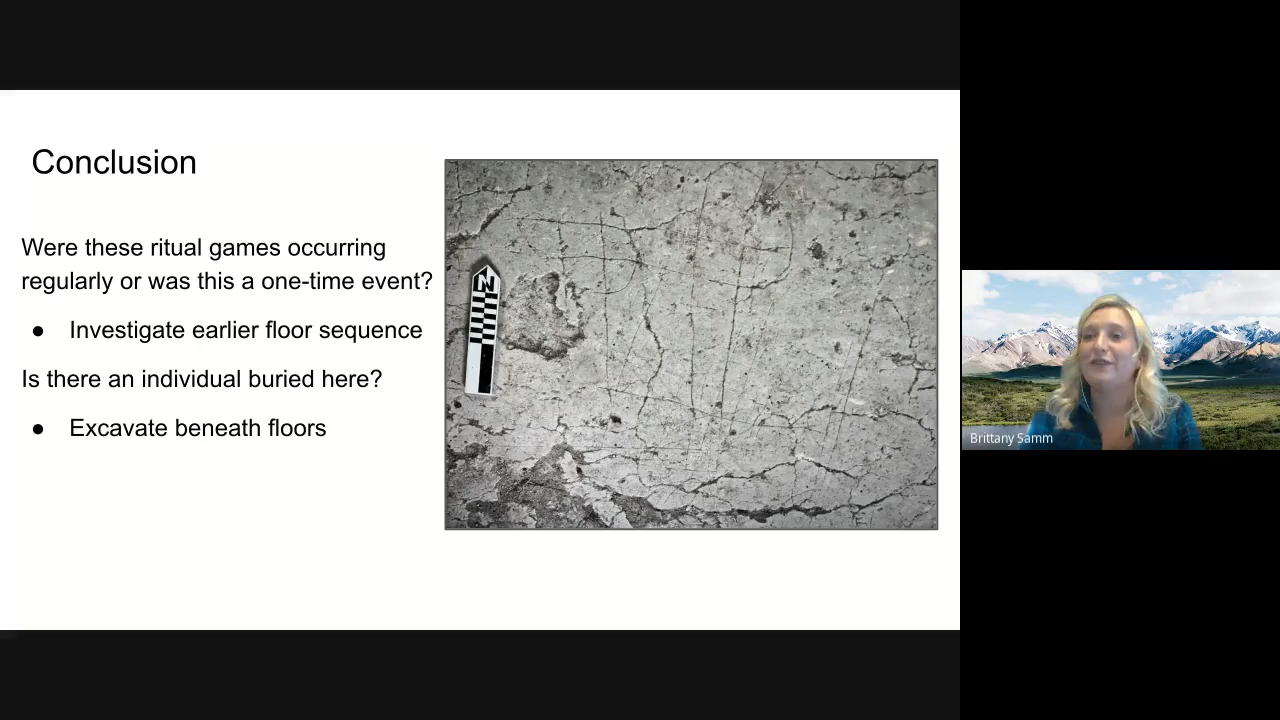 Conclusion
Were these ritual games occurring
regularly or was this a one-time event?
● Investigate earlier floor sequence
Is there an individual buried here?
● Excavate beneath floors
N
Brittany Samm